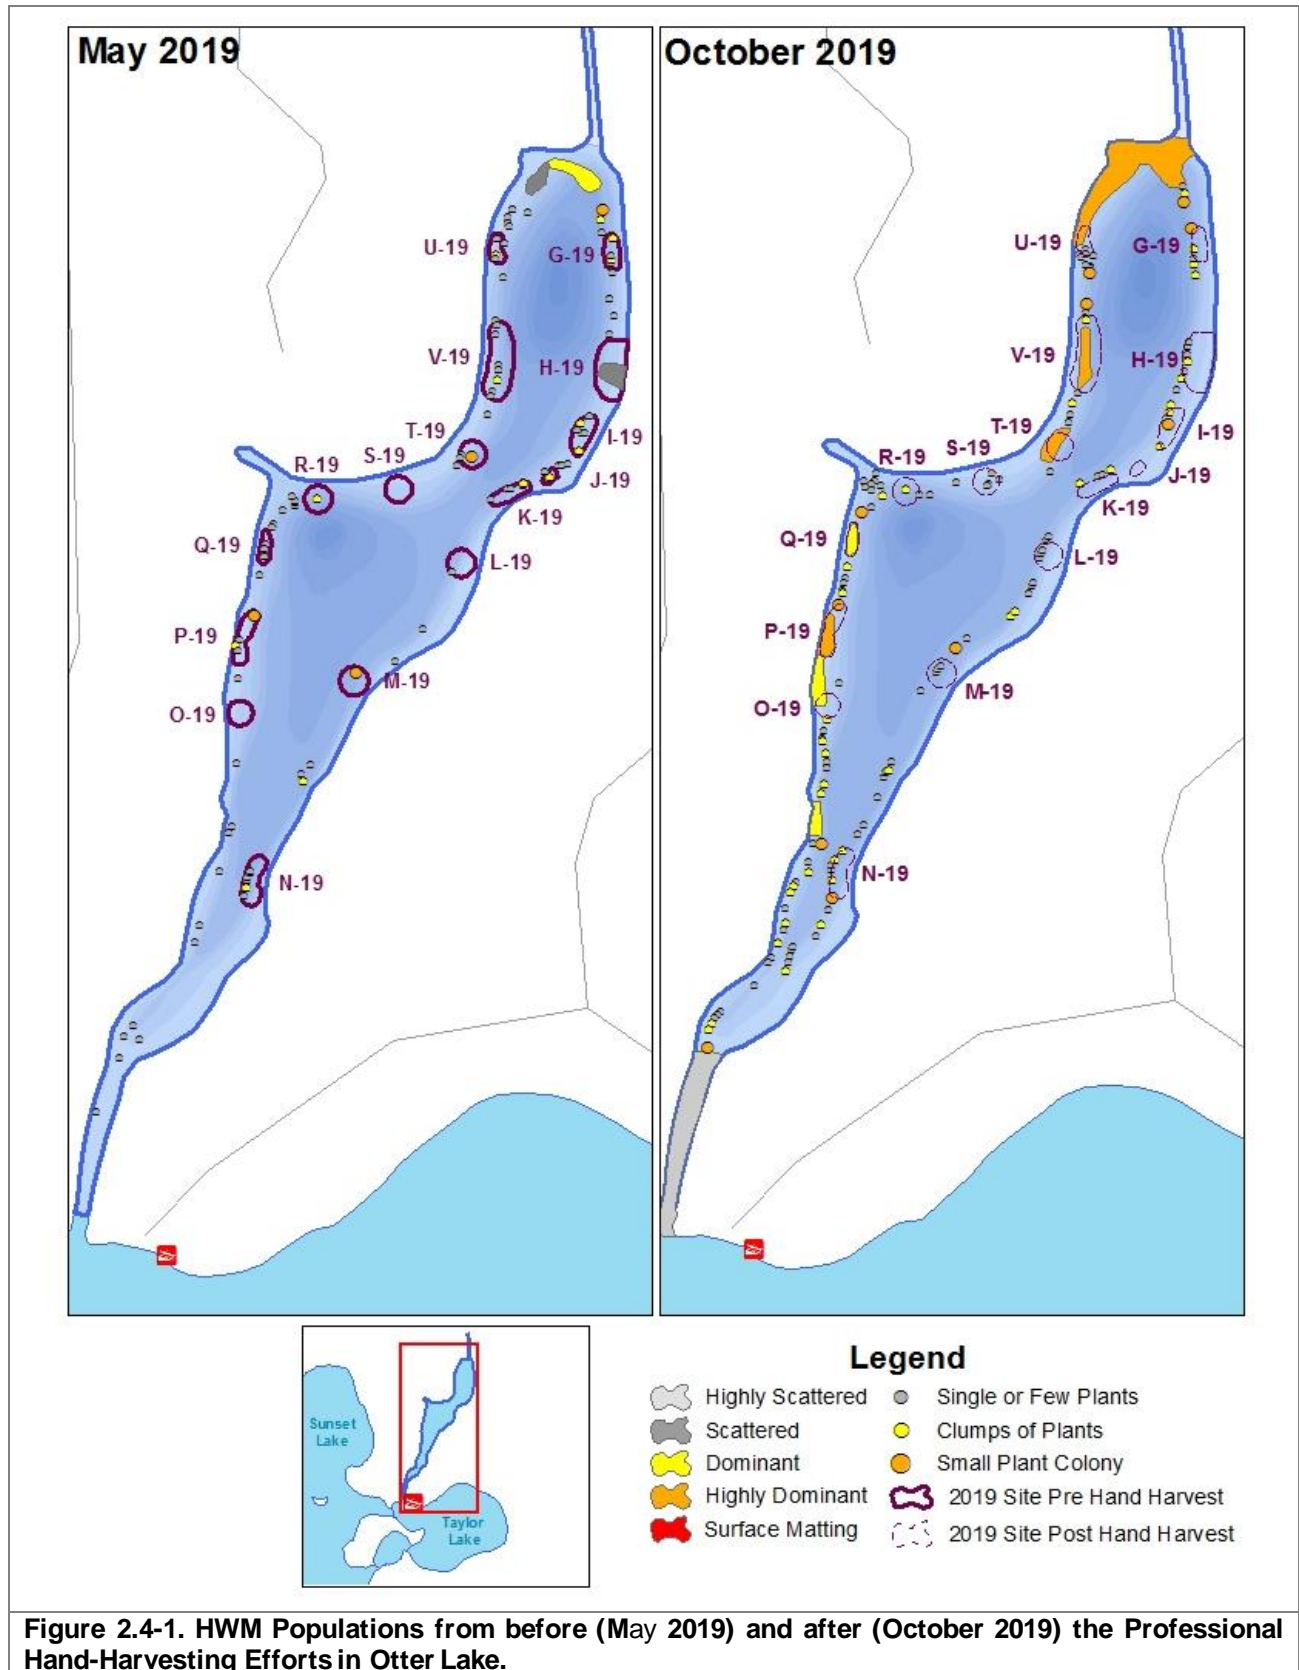 May 2019
U-19
G-19
V-19
H-19
T-19
I-19
S-19
R-19
J-19
K-19
Q-19
L-19
P-19
M-19
O-19
N-19
October 2019
U-19
G-19
V-19
H-19
T-19
I-19
S-19
R-19
J-19
K-19
Q-19
L-19
P-19
M-19
O-19
N-19
Sunset
Lake
Taylor
Lake
Legend
Highly Scattered
Single or Few Plants
Scattered
Clumps of Plants
Dominant
Small Plant Colony
Highly Dominant
2019 Site Pre Hand Harvest
Surface Matting
2019 Site Post Hand Harvest
Figure 2.4-1. HWM Populations from before (May 2019) and after (October 2019) the Professional
Hand-Harvesting Efforts in Otter Lake.